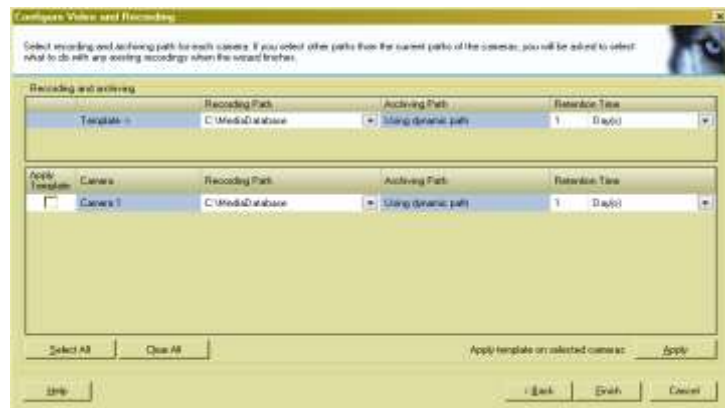 Configure Video and Recording
Select recording and archiving path for each camera. If you select other paths than the current paths of the cameras, you will be asked to select
what to do with any existing recordings when the wizard finishes.
Recording and archiving
Recording Path Archiving Path Retention Time
Template > C:\MediaDatabase Using dynamic path 1 Day(s)
Apply
Template Camera Recording Path Archiving Path Retention Time
Camera 1 C:\MediaDatabase Using dynamic path 1 Day(s)
Select All Clear All Apply template on selected cameras: Apply
Help < Back Finish Cancel